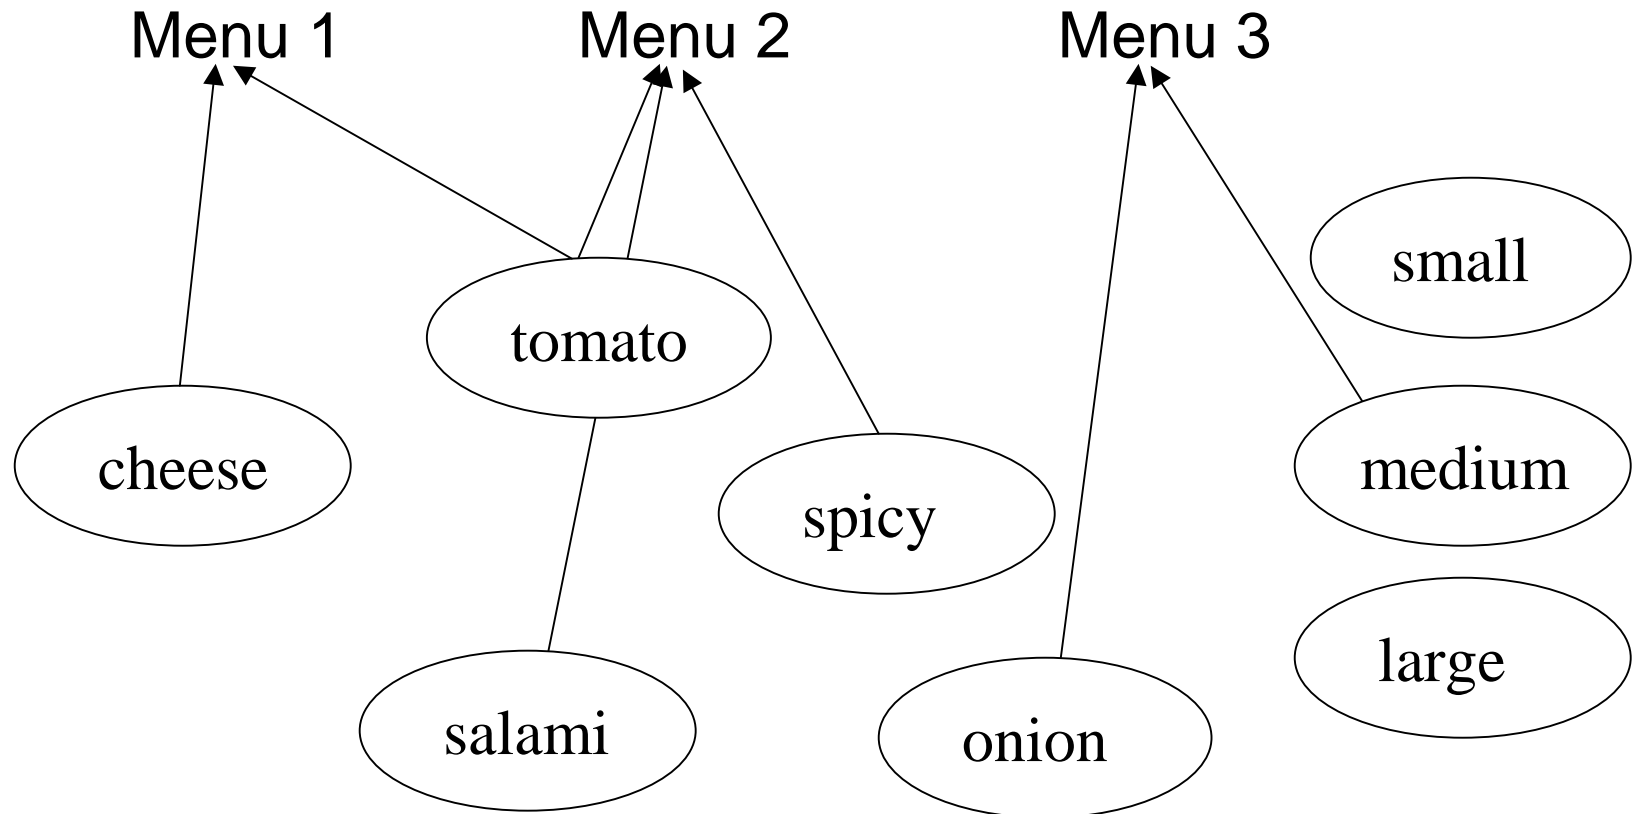 Menu 1
Menu 2
Menu 3
small
tomato
cheese
medium
spicy
large
salami
onion